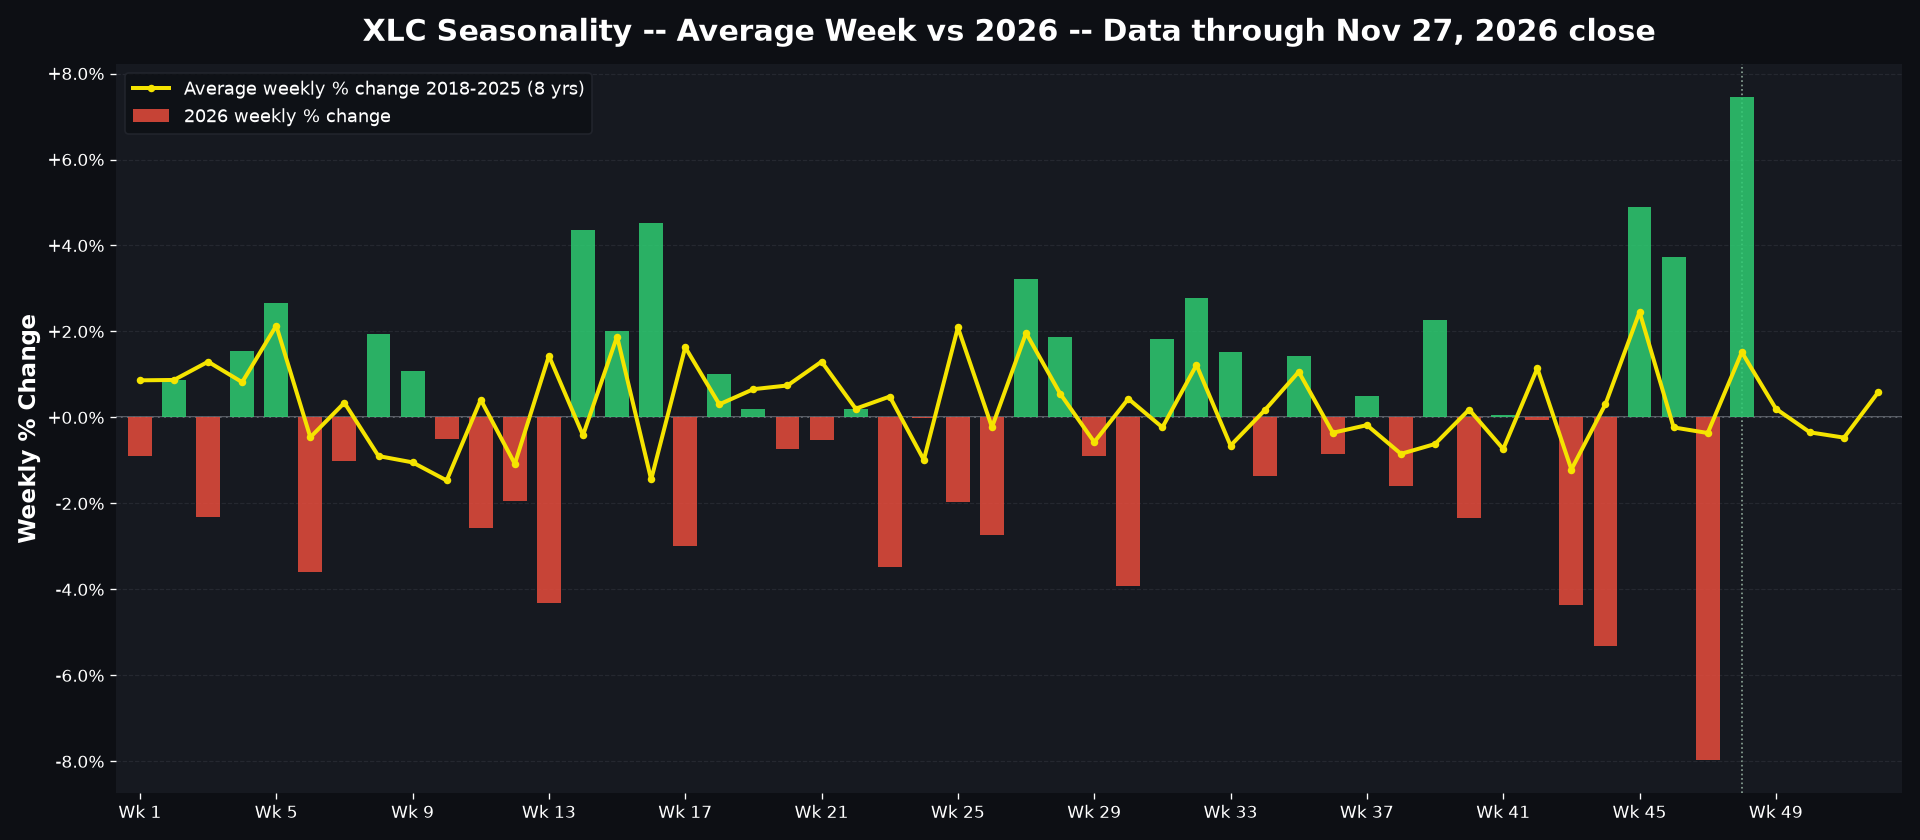 XLC Seasonality -- Average Week vs 2026 -- Data through Nov 27, 2026 close
Average weekly % change 2018-2025 (8 yrs)
2026 weekly % change
Weekly % Change
+8.0%
+6.0%
+4.0%
+2.0%
+0.0%
-2.0%
-4.0%
-6.0%
-8.0%
Wk 1 Wk 5 Wk 9 Wk 13 Wk 17 Wk 21 Wk 25 Wk 29 Wk 33 Wk 37 Wk 41 Wk 45 Wk 49